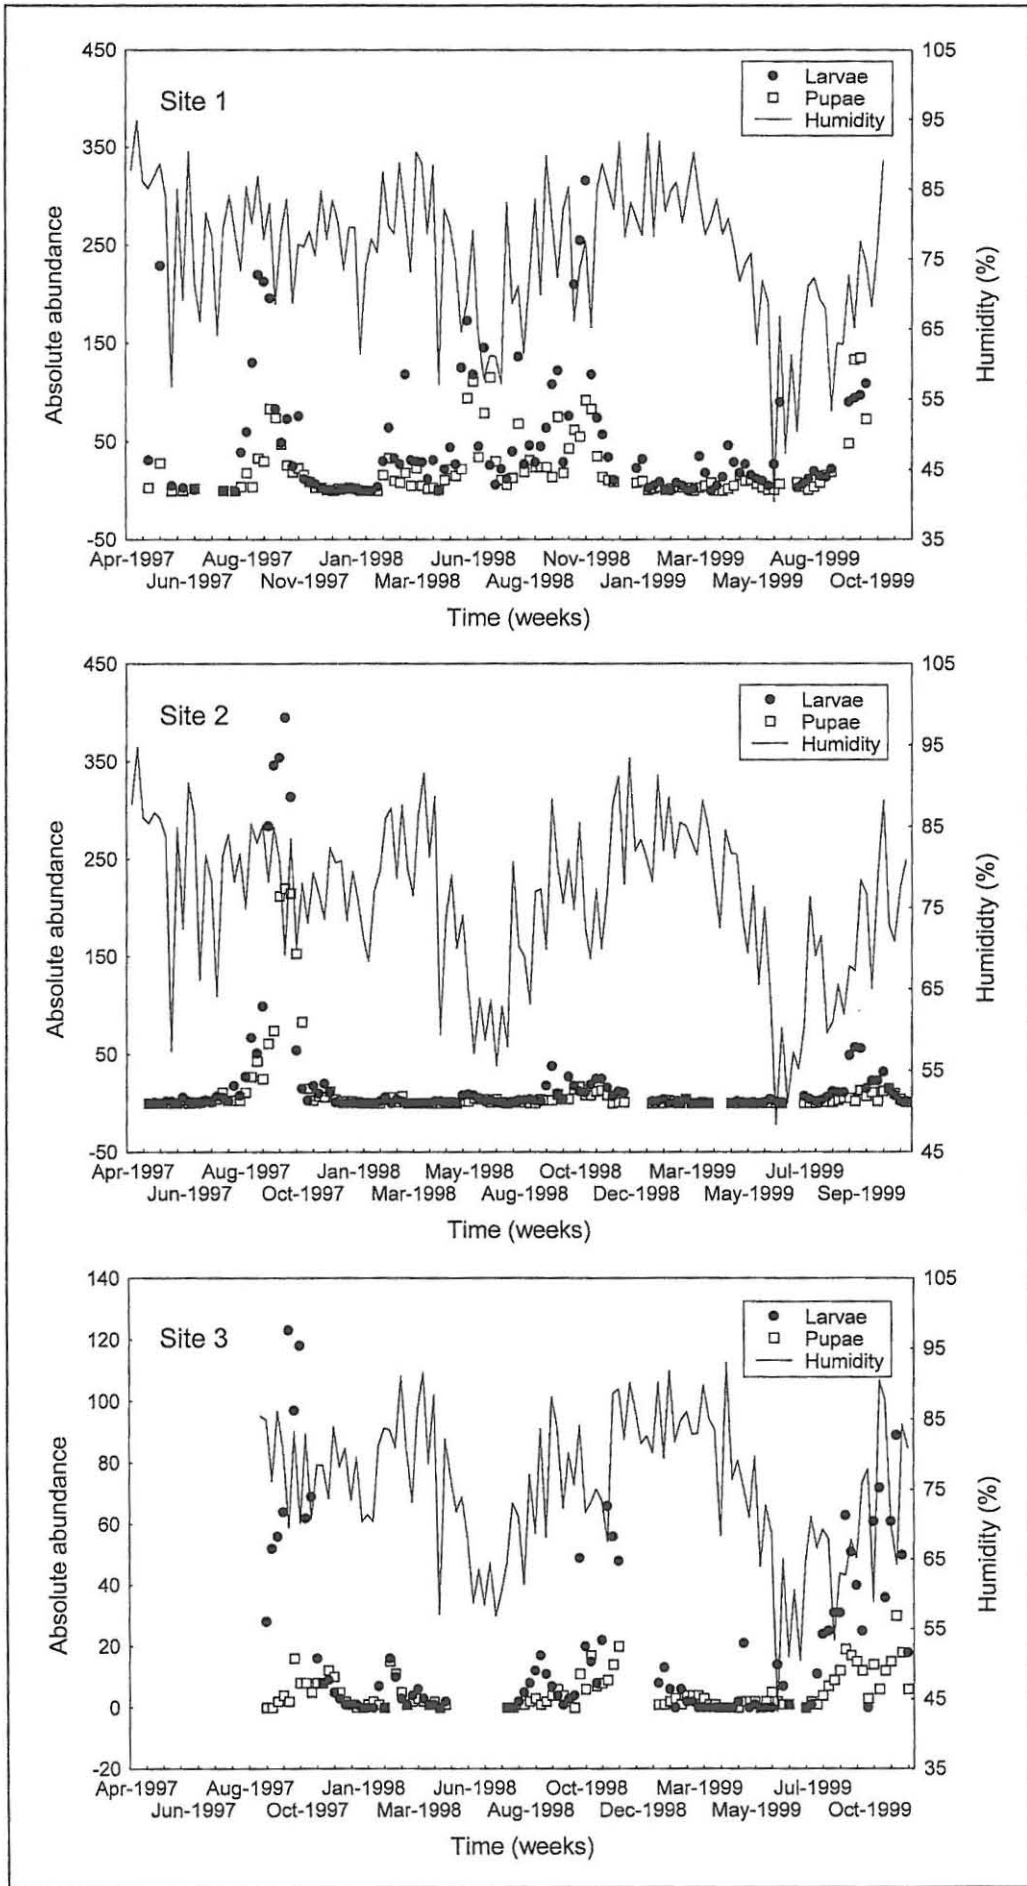 Site 1
Larvae
Pupae
Humidity
450
350
250
150
50
-50
105
95
85
75
65
55
45
35
Absolute abundance
Humidity (%)
Apr-1997 Aug-1997 Jan-1998 Jun-1998 Nov-1998 Mar-1999 Aug-1999
Jun-1997 Nov-1997 Mar-1998 Aug-1998 Jan-1999 May-1999 Oct-1999
Time (weeks)
Site 2
Larvae
Pupae
Humidity
450
350
250
150
50
-50
105
95
85
75
65
55
45
Absolute abundance
Humididty (%)
Apr-1997 Aug-1997 Jan-1998 May-1998 Oct-1998 Mar-1999 Jul-1999
Jun-1997 Oct-1997 Mar-1998 Aug-1998 Dec-1998 May-1999 Sep-1999
Time (weeks)
Site 3
Larvae
Pupae
Humidity
140
120
100
80
60
40
20
0
-20
105
95
85
75
65
55
45
35
Absolute abundance
Humidity (%)
Apr-1997 Aug-1997 Jan-1998 Jun-1998 Oct-1998 Mar-1999 Jul-1999
Jun-1997 Oct-1997 Mar-1998 Aug-1998 Dec-1998 May-1999 Oct-1999
Time (weeks)